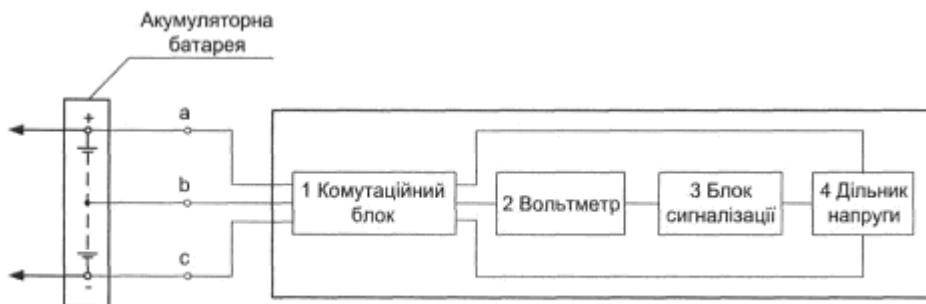 Акумуляторна
батарея
+
a
b
c
-
1 Комутаційний
блок
2 Вольтметр
3 Блок
сигналізації
4 Дільник
напруги